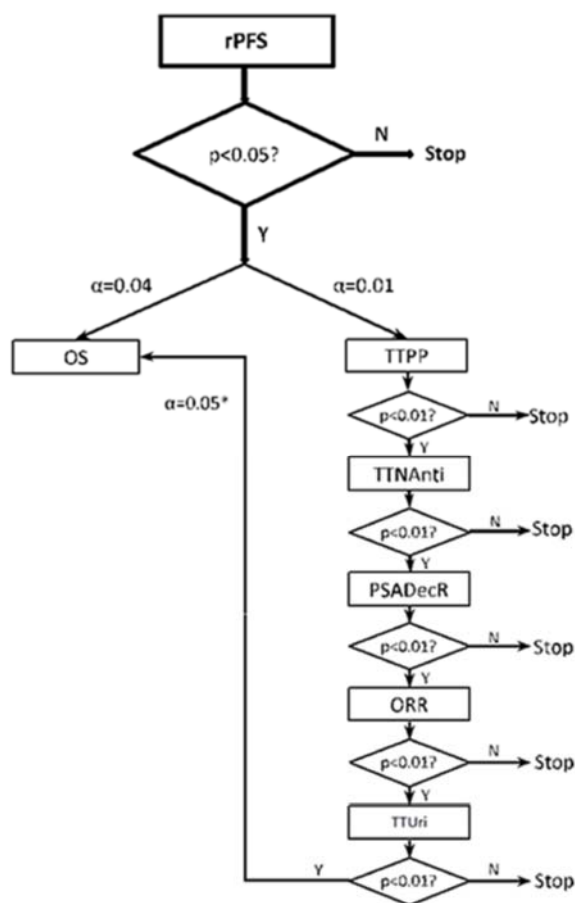 rPFS
p<0.05?
N
Stop
Y
α=0.04
α=0.01
OS
TTPP
α=0.05*
p<0.01?
N
Stop
Y
TTNAnti
p<0.01?
N
Stop
Y
PSADecR
p<0.01?
N
Stop
Y
ORR
p<0.01?
N
Stop
Y
TTUri
Y
p<0.01?
N
Stop